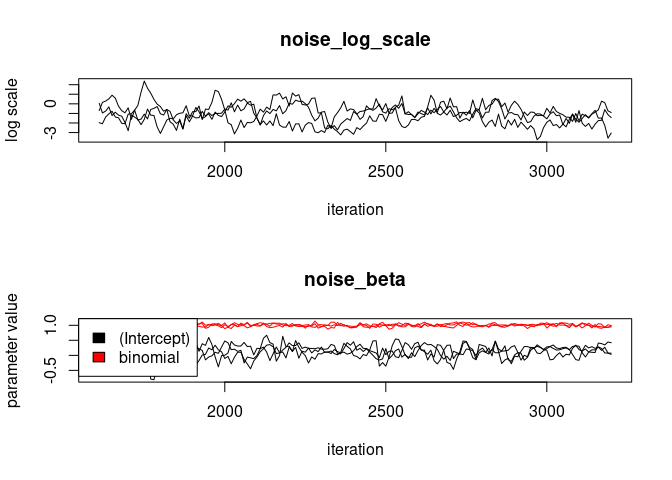 noise_log_scale
log scale
0
-3
2000
2500
3000
iteration
noise_beta
parameter value
1.0
-0.5
(Intercept)
binomial
2000
2500
3000
iteration